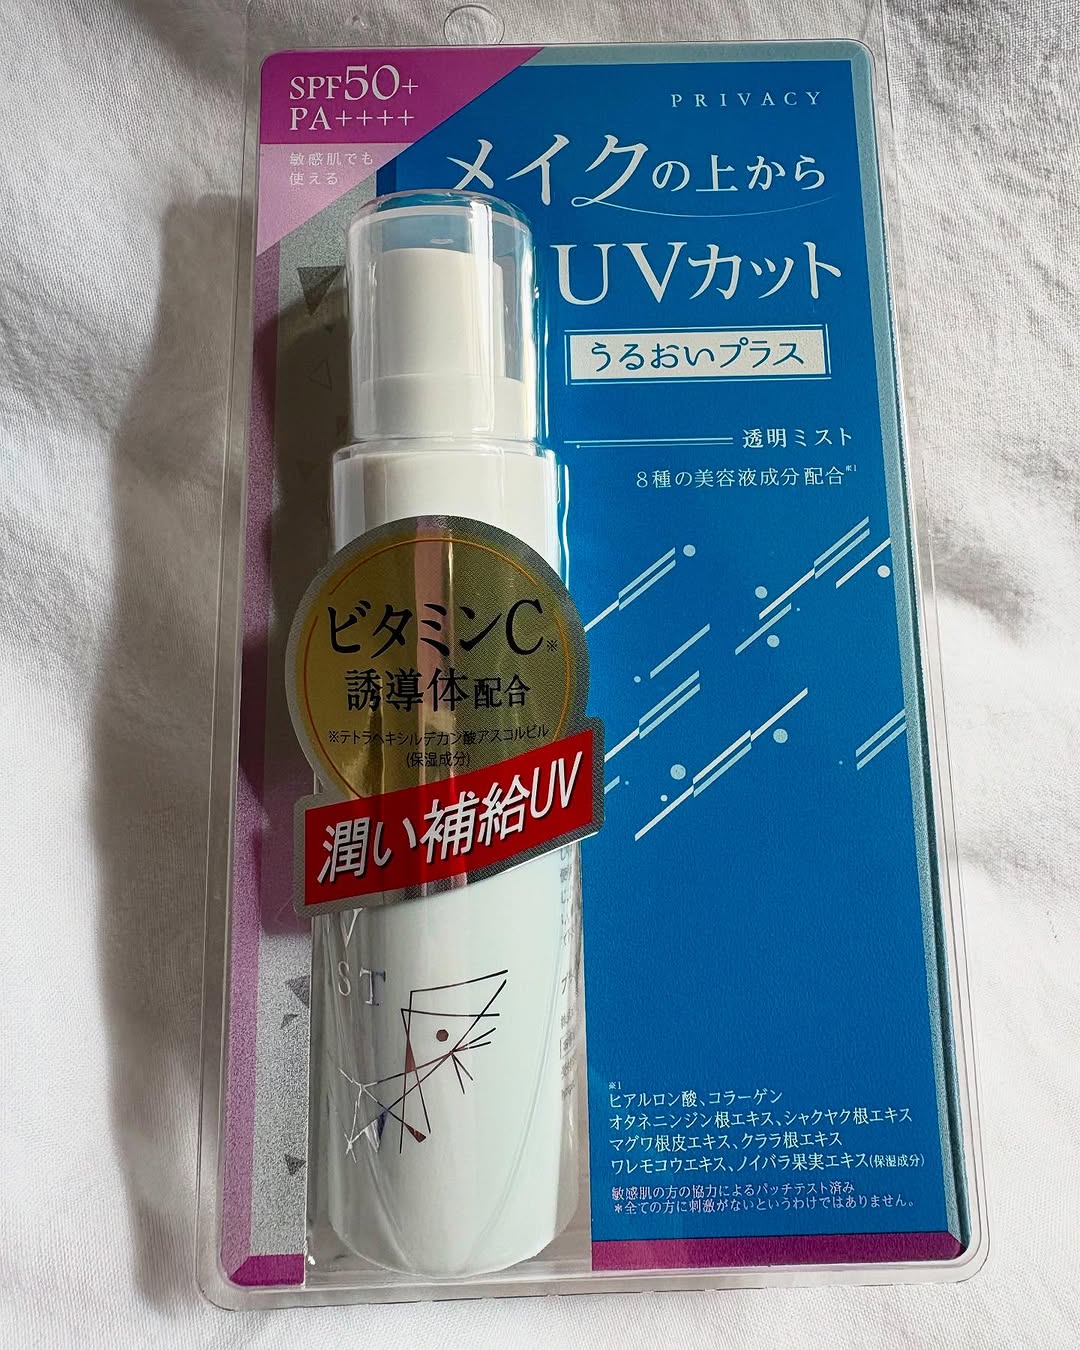 SPF50+
PA++++
敏感肌でも
使える
PRIVACY
メイクの上から
UVカット
うるおいプラス
透明ミスト
8種の美容液成分配合※1
ビタミンC※
誘導体配合
※テトラヘキシルデカン酸アスコルビル
(保湿成分)
潤い補給UV
V
ST
※1
ヒアルロン酸、コラーゲン
オタネニンジン根エキス、シャクヤク根エキス
マグワ根皮エキス、クララ根エキス
ワレモコウエキス、ノイバラ果実エキス(保湿成分)
敏感肌の方の協力によるパッチテスト済み
＊全ての方に刺激がないというわけではありません。